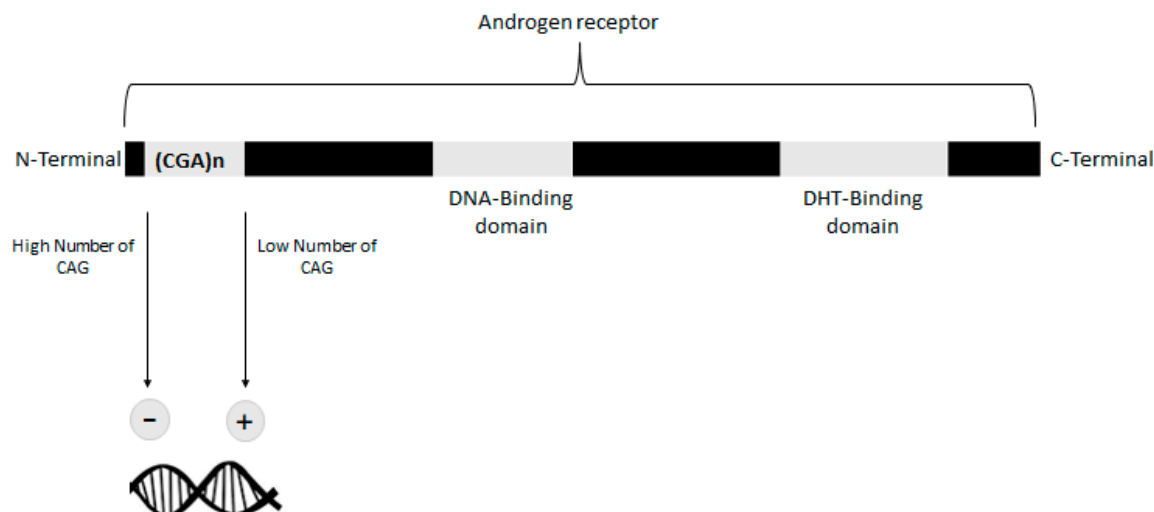 Androgen receptor
N-Terminal
(CGA)n
C-Terminal
DNA-Binding
domain
DHT-Binding
domain
High Number of
CAG
Low Number of
CAG
-
+